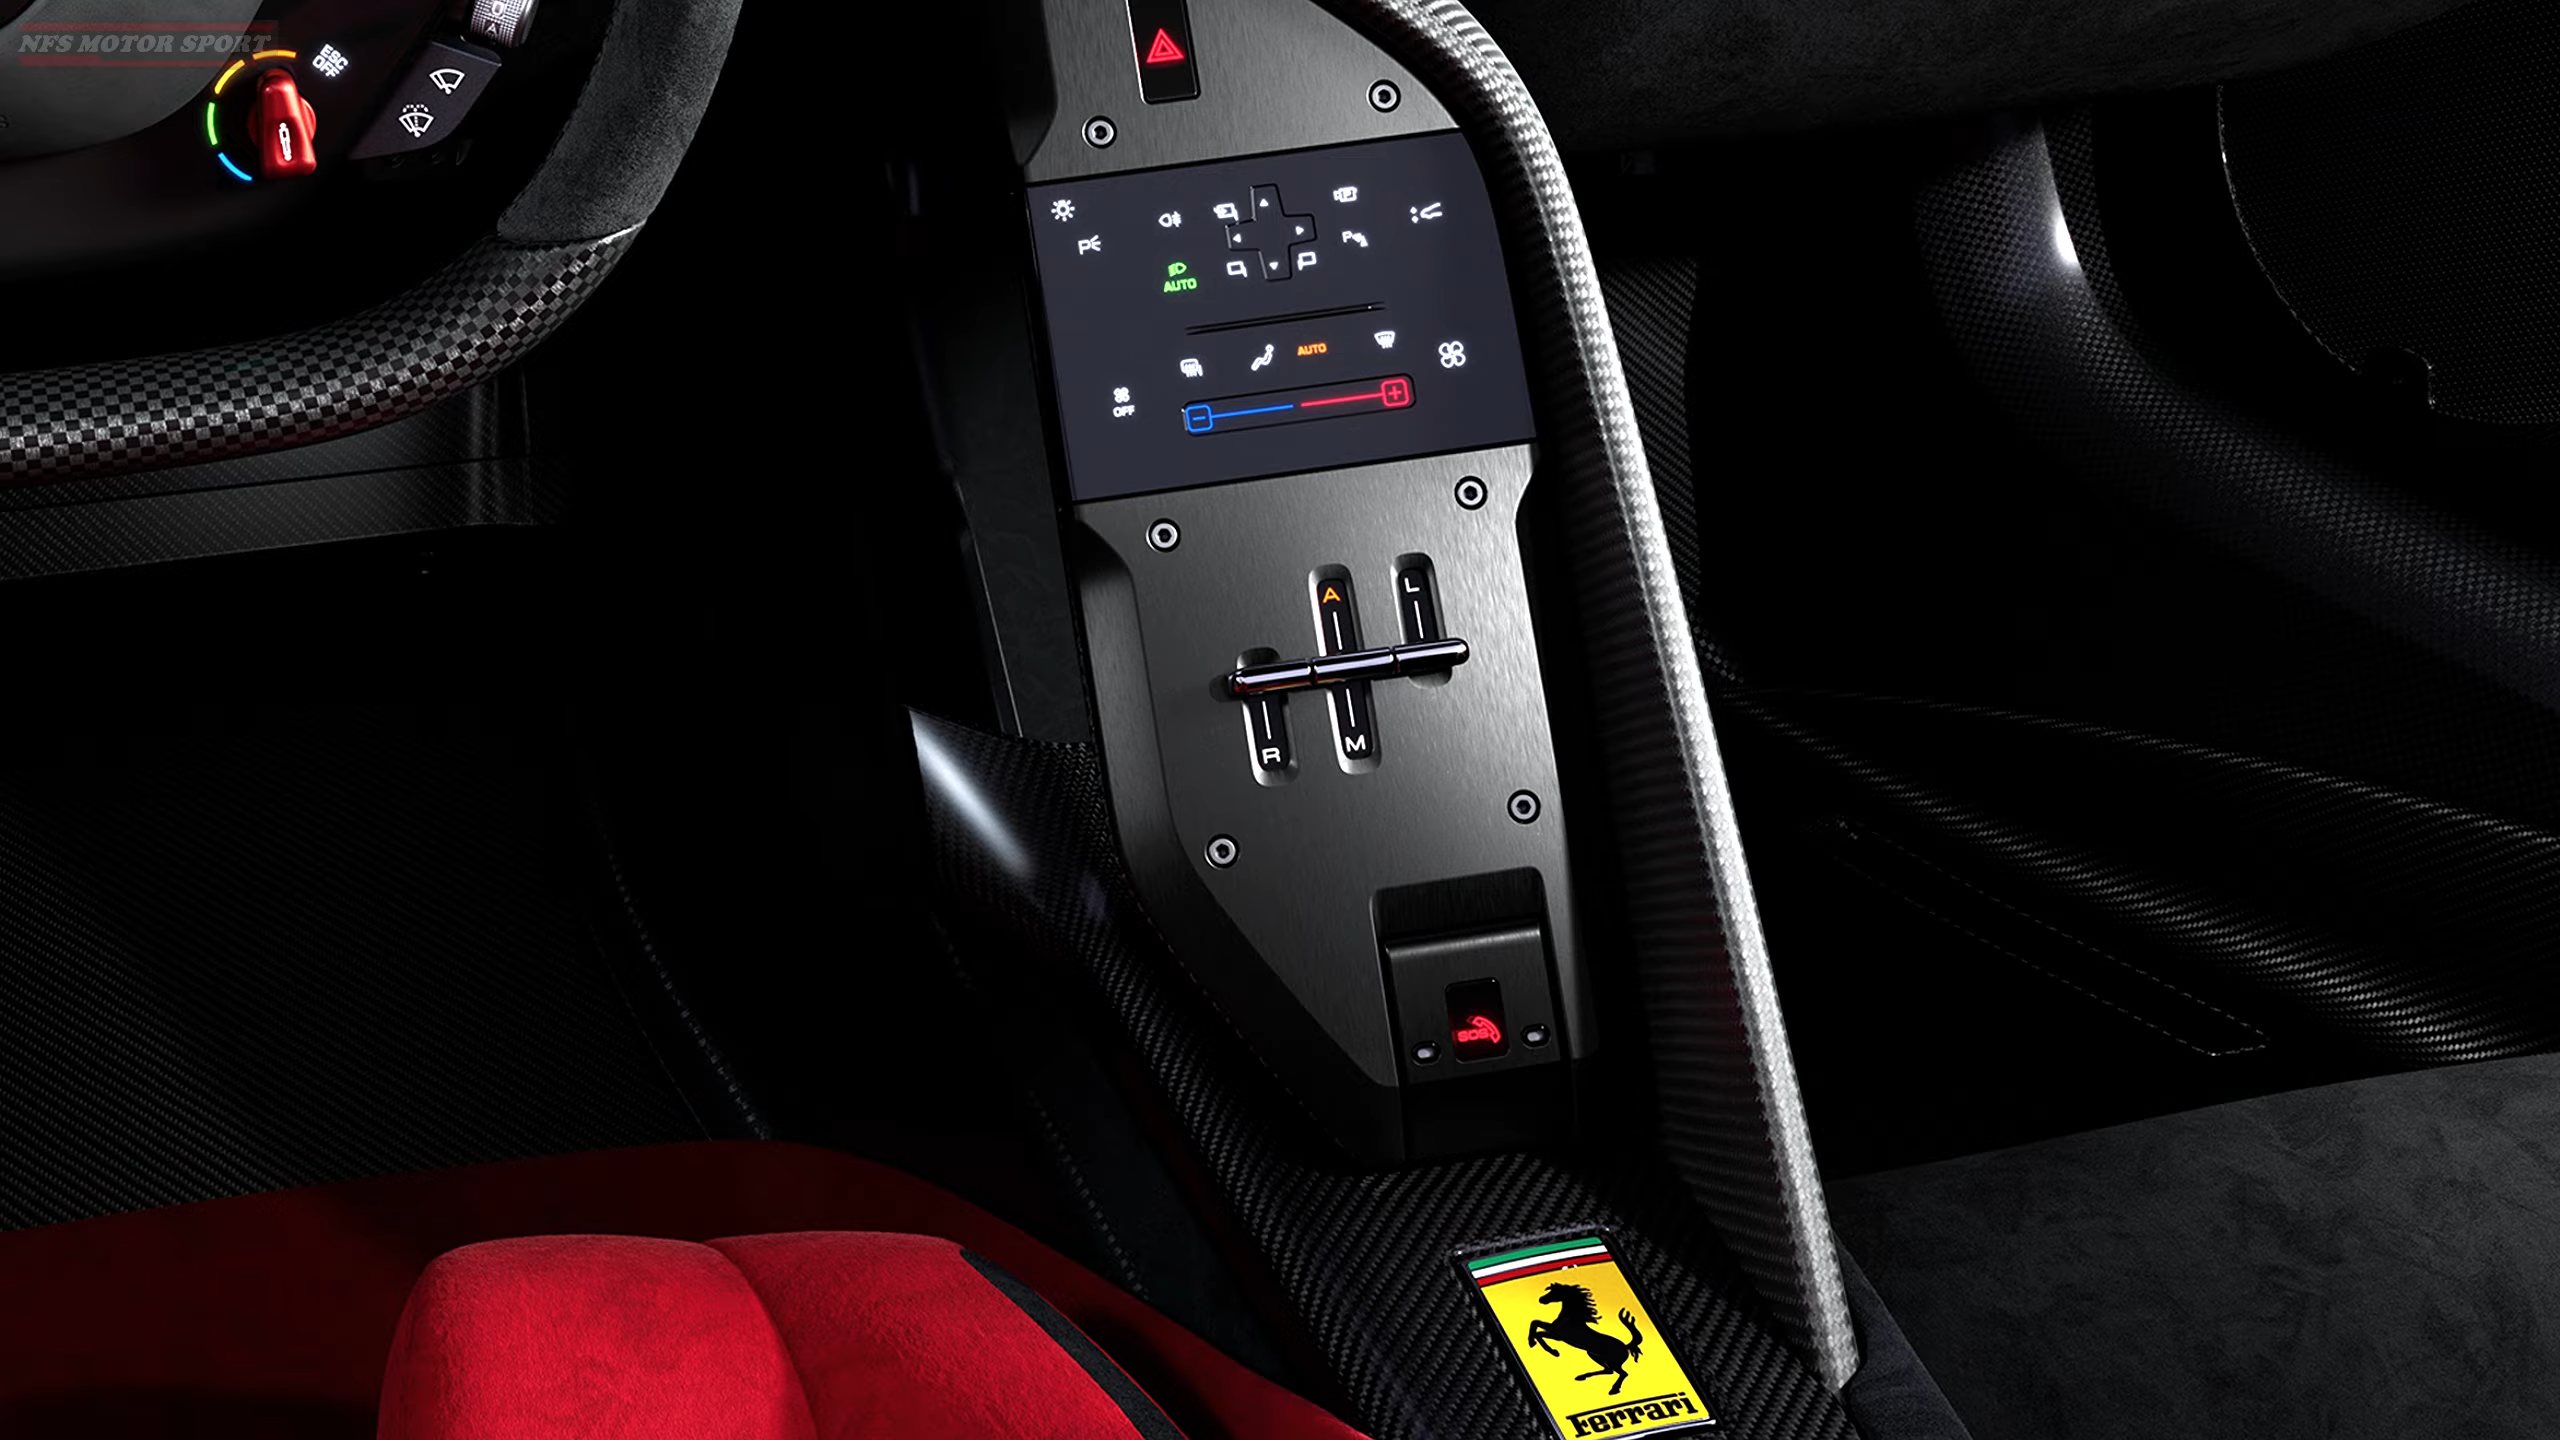 NFS MOTOR SPORT
ESC
OFF
AUTO
AUTO
OFF
A
L
R
M
SOS
Ferrari